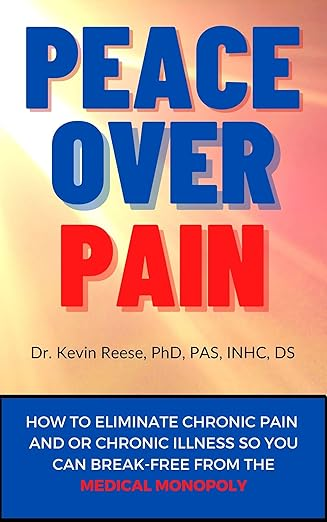 PEACE
OVER
PAIN
Dr. Kevin Reese, PhD, PAS, INHC, DS
HOW TO ELIMINATE CHRONIC PAIN
AND OR CHRONIC ILLNESS SO YOU
CAN BREAK-FREE FROM THE
MEDICAL MONOPOLY